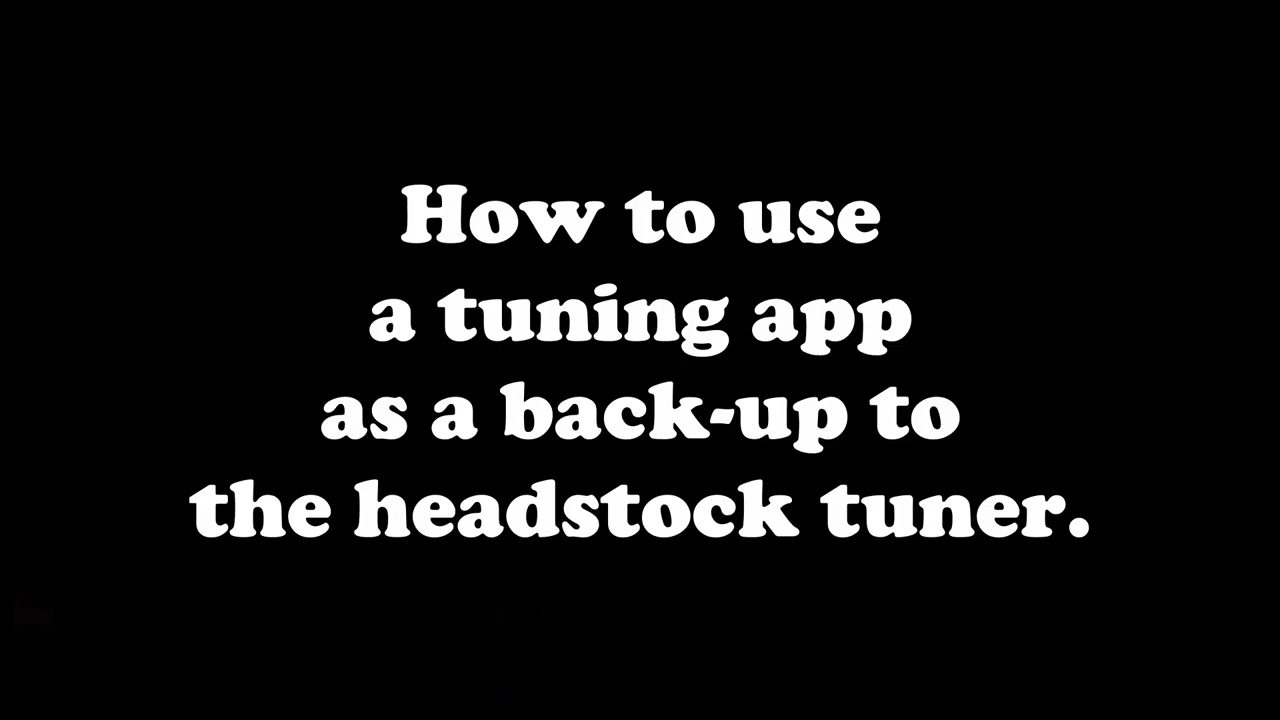 How to use
a tuning app
as a back-up to
the headstock tuner.